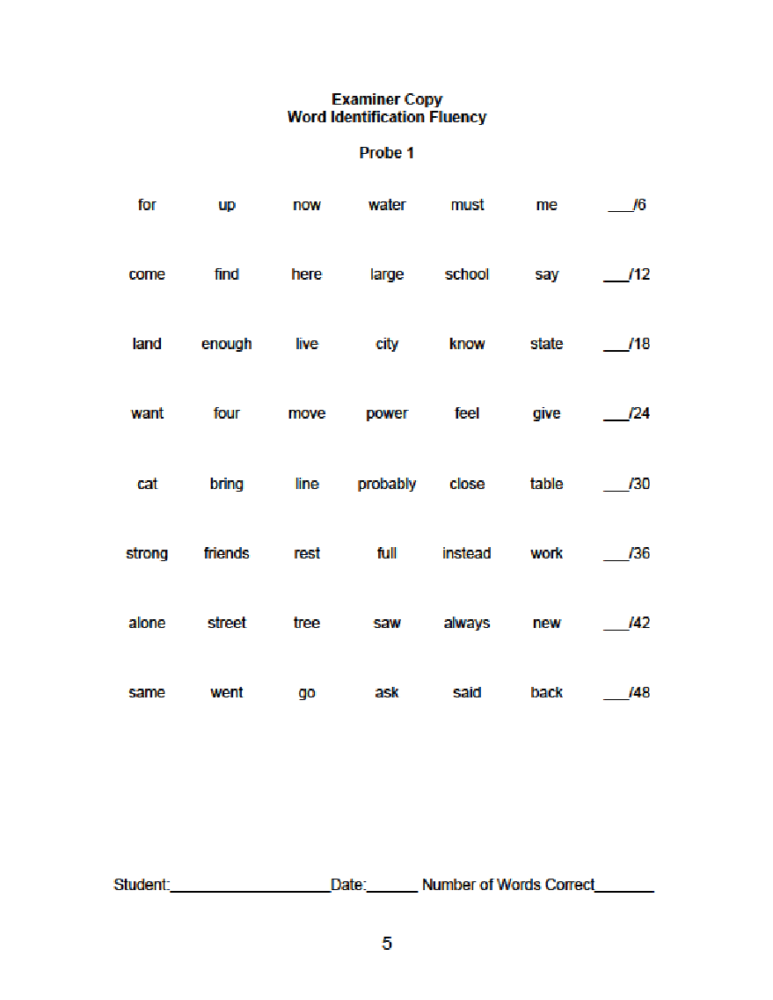 Examiner Copy
Word Identification Fluency
Probe 1
for up now water must me ___/6
come find here large school say ___/12
land enough live city know state ___/18
want four move power feel give ___/24
cat bring line probably close table ___/30
strong friends rest full instead work ___/36
alone street tree saw always new ___/42
same went go ask said back ___/48
Student:___________________Date:______ Number of Words Correct_______
5